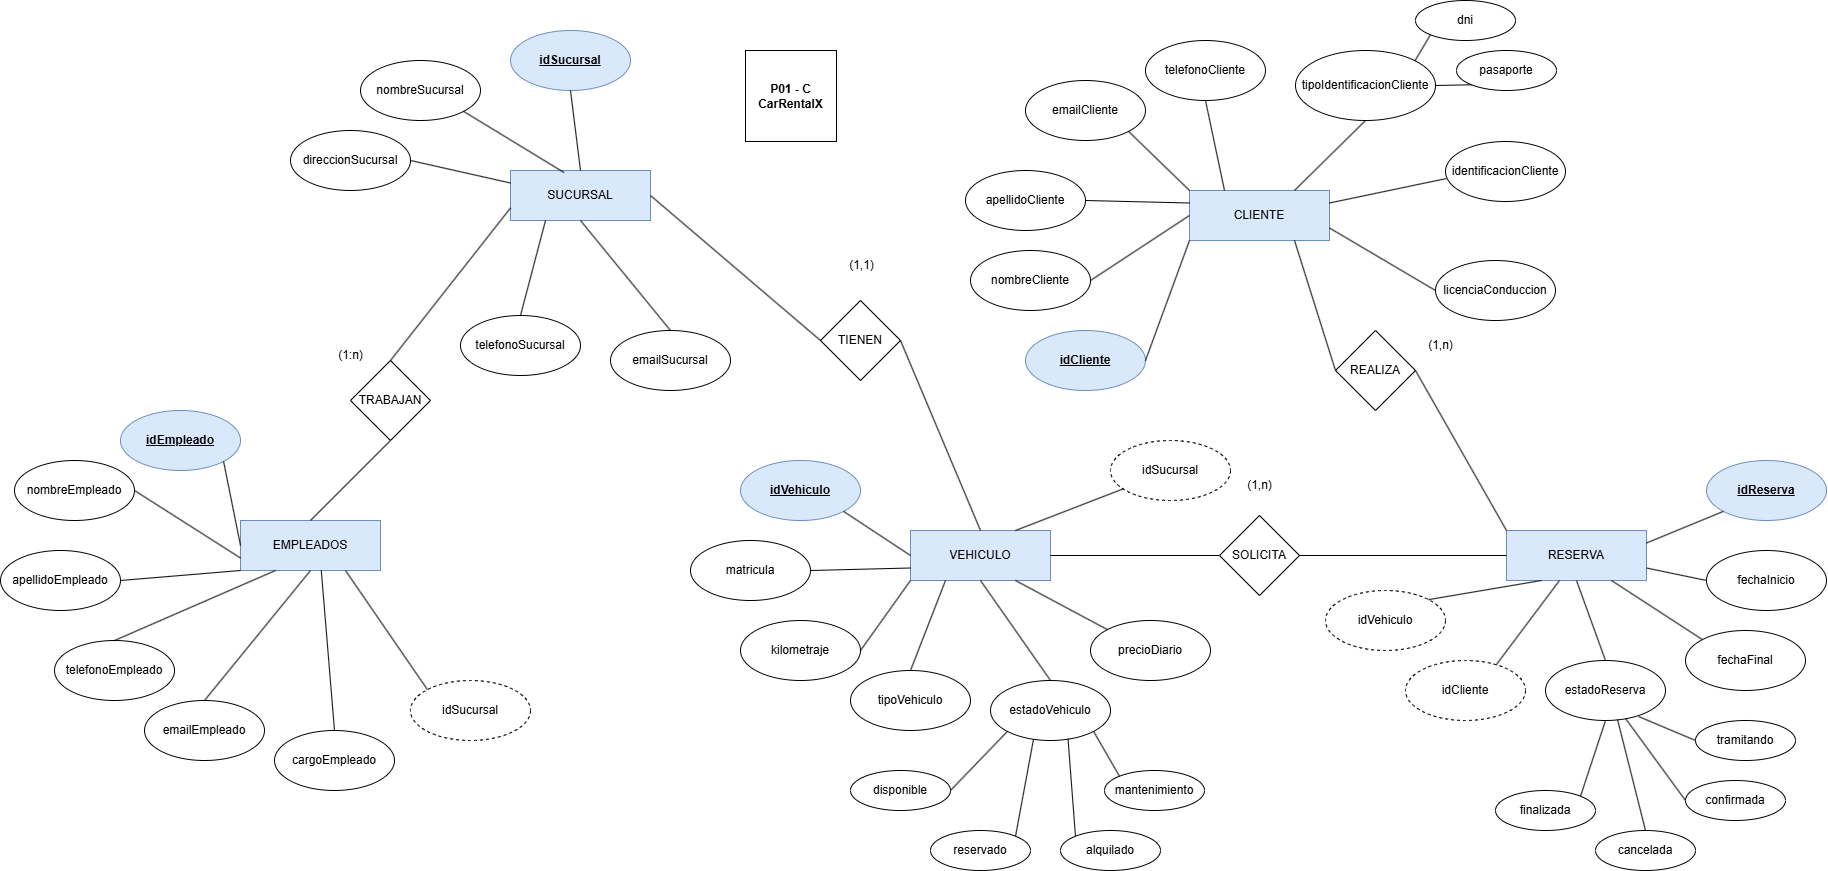 dni
idSucursal
telefonoCliente
pasaporte
nombreSucursal
tipoIdentificacionCliente
P01 - C
CarRentalX
emailCliente
direccionSucursal
identificacionCliente
SUCURSAL
apellidoCliente
CLIENTE
(1,1)
nombreCliente
licenciaConduccion
telefonoSucursal
TIENEN
(1:n)
emailSucursal
idCliente
(1,n)
REALIZA
TRABAJAN
idEmpleado
idSucursal
nombreEmpleado
idVehiculo
(1,n)
idReserva
EMPLEADOS
VEHICULO
SOLICITA
RESERVA
apellidoEmpleado
matricula
fechaInicio
idVehiculo
telefonoEmpleado
kilometraje
precioDiario
fechaFinal
idCliente
estadoReserva
idSucursal
tipoVehiculo
estadoVehiculo
emailEmpleado
tramitando
cargoEmpleado
disponible
mantenimiento
confirmada
finalizada
reservado
alquilado
cancelada